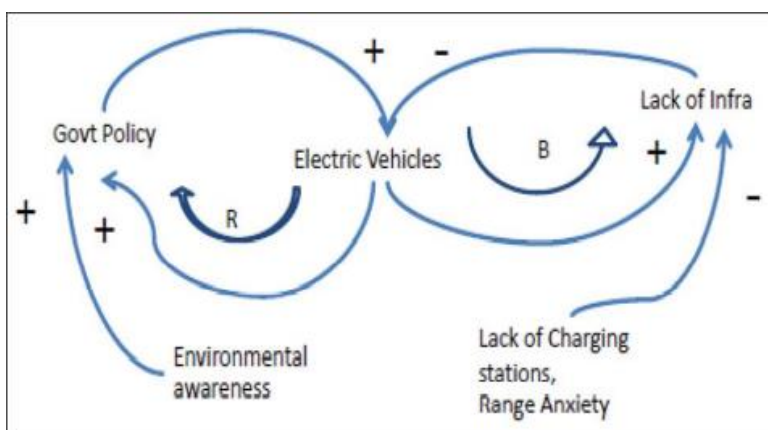 +
-
Lack of Infra
Govt Policy
Electric Vehicles
B
+
+
+
R
-
Environmental
awareness
Lack of Charging
stations,
Range Anxiety